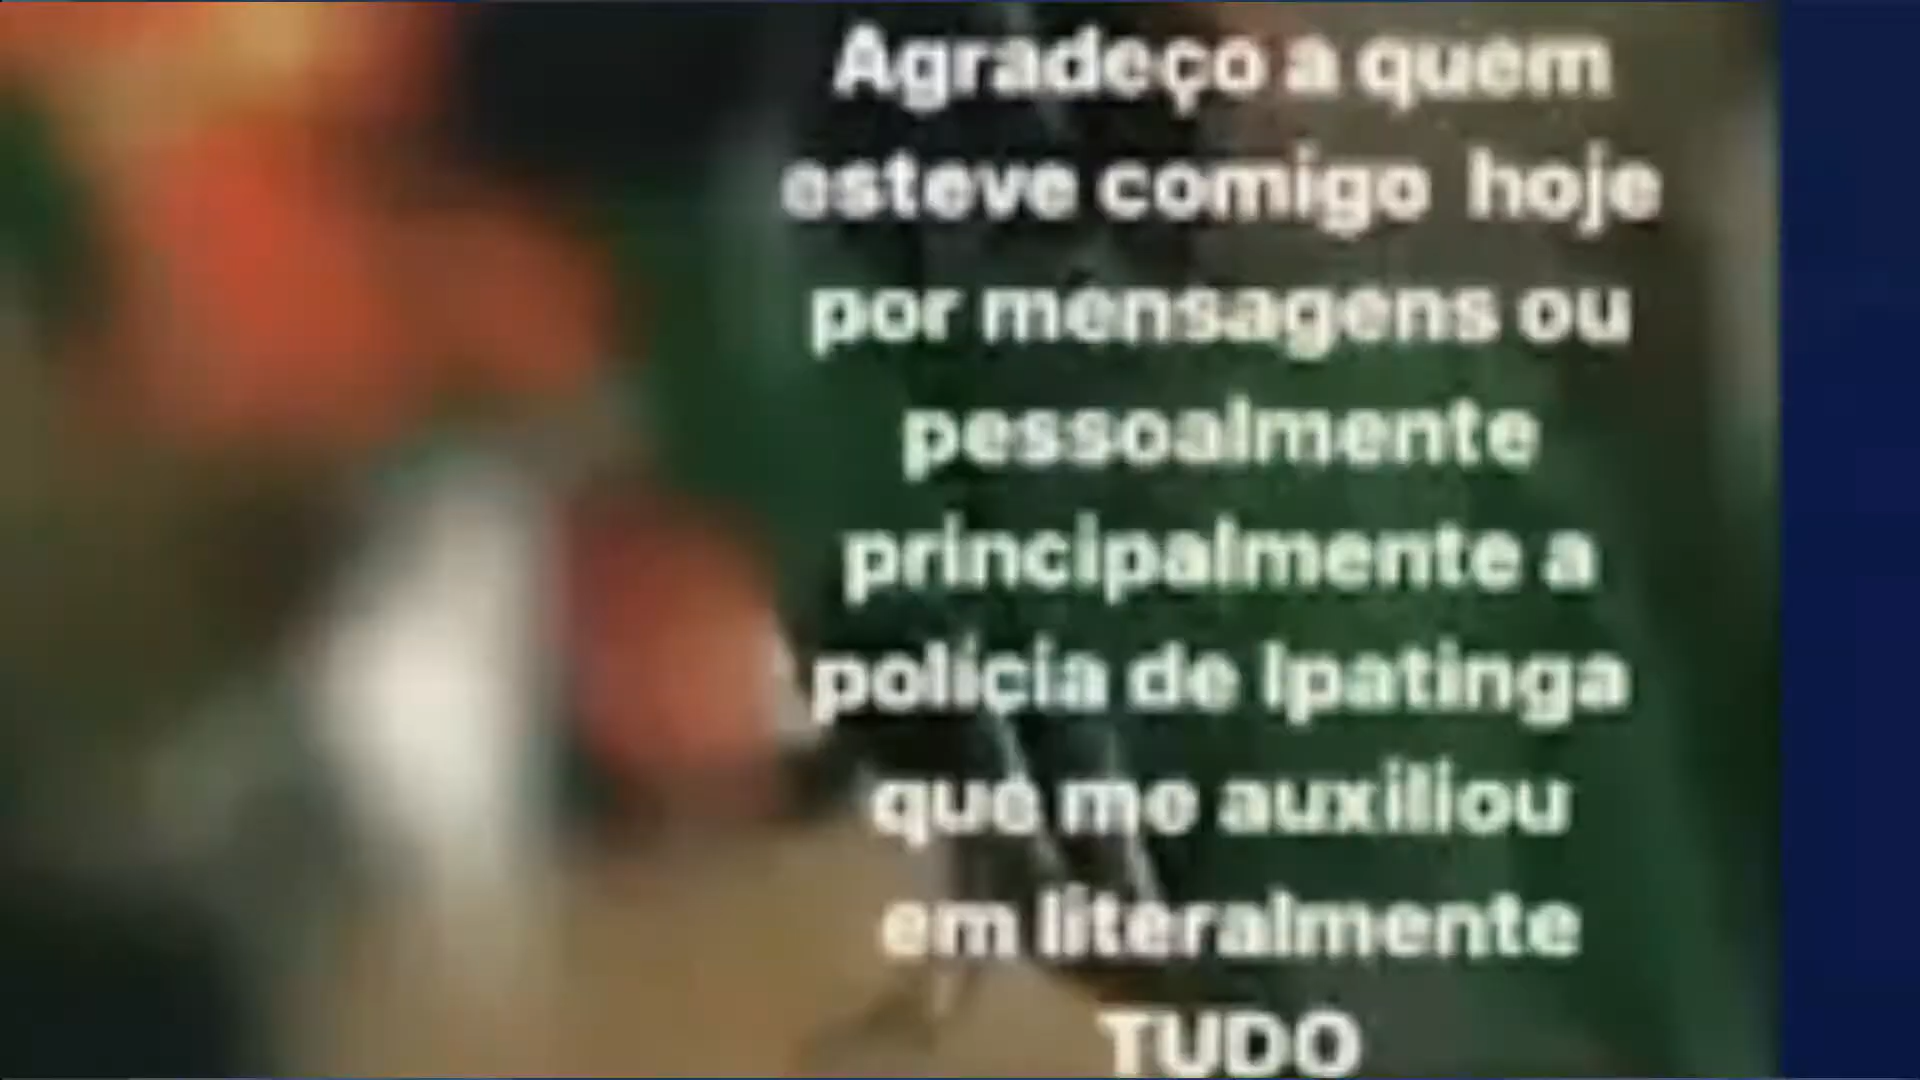 Agradeço a quem
esteve comigo hoje
por mensagens ou
pessoalmente
principalmente a
polícia de Ipatinga
que me auxiliou
em literalmente
TUDO